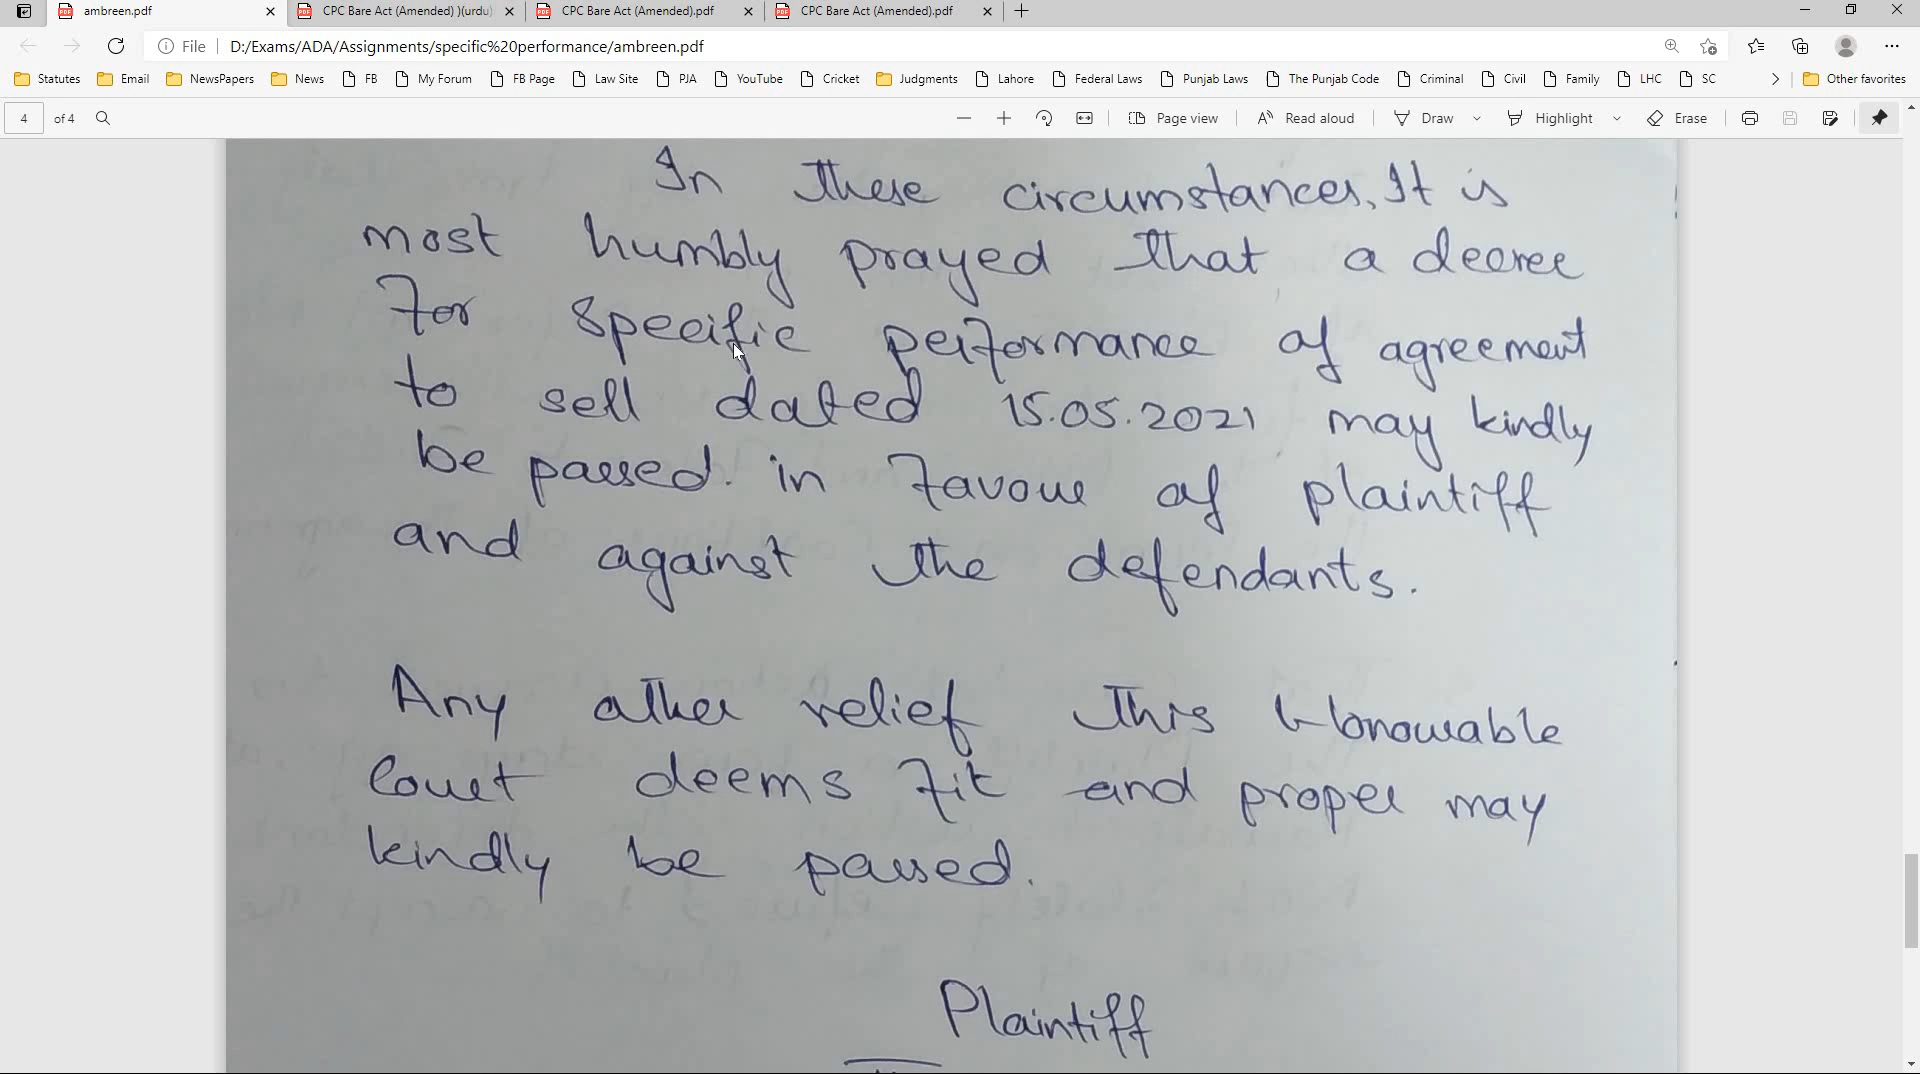 ambreen.pdf
CPC Bare Act (Amended) )(urdu)
CPC Bare Act (Amended).pdf
CPC Bare Act (Amended).pdf
File
D:/Exams/ADA/Assignments/specific%20performance/ambreen.pdf
Statutes Email NewsPapers News FB My Forum FB Page Law Site PJA YouTube Cricket Judgments Lahore Federal Laws Punjab Laws The Punjab Code Criminal Civil Family LHC SC Other favorites
4 of 4 Page view Read aloud Draw Highlight Erase
In these circumstances, It is
most humbly prayed that a decree
for specific performance of agreement
to sell dated 15.05.2021 may kindly
be passed. in favour of plaintiff
and against the defendants.
Any other relief this Honourable
Court deems fit and proper may
kindly be passed.
Plaintiff